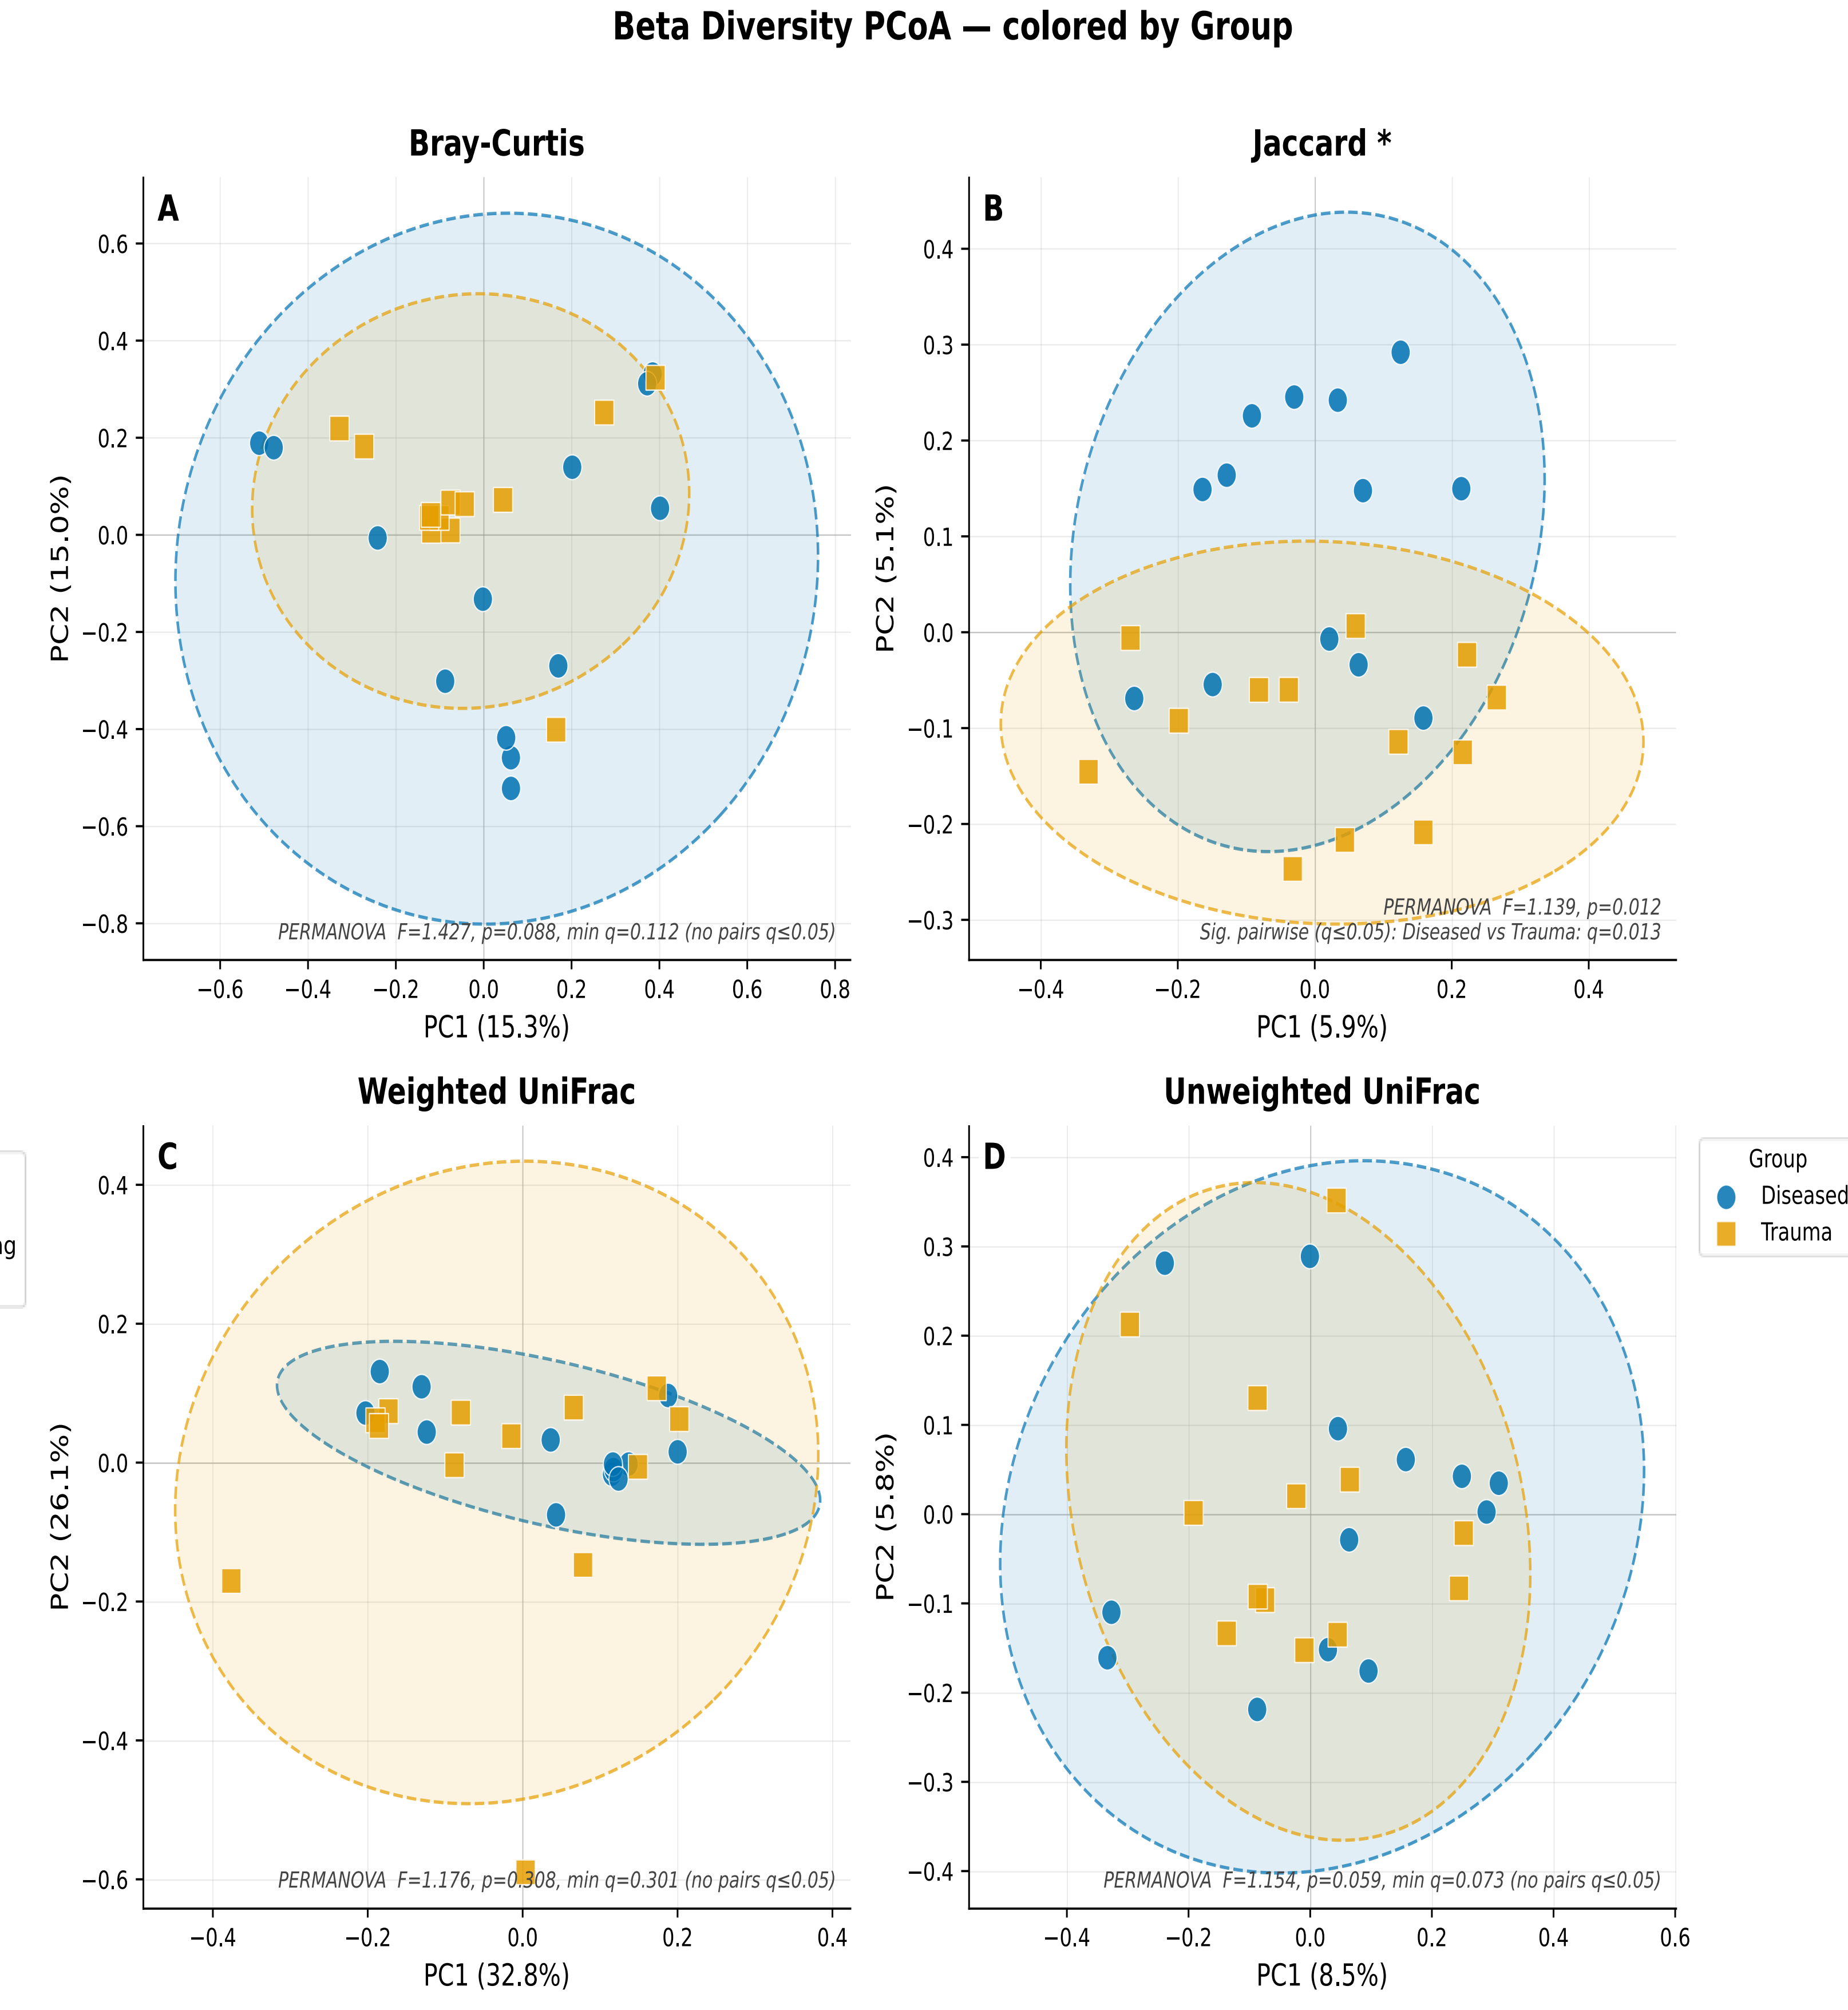 Beta Diversity PCoA — colored by Group
Bray-Curtis
A
PC2 (15.0%)
0.6
0.4
0.2
0.0
−0.2
−0.4
−0.6
−0.8
PERMANOVA F=1.427, p=0.088, min q=0.112 (no pairs q≤0.05)
−0.6 −0.4 −0.2 0.0 0.2 0.4 0.6 0.8
PC1 (15.3%)
Jaccard *
B
PC2 (5.1%)
0.4
0.3
0.2
0.1
0.0
−0.1
−0.2
−0.3
PERMANOVA F=1.139, p=0.012
Sig. pairwise (q≤0.05): Diseased vs Trauma: q=0.013
−0.4 −0.2 0.0 0.2 0.4
PC1 (5.9%)
ng
Weighted UniFrac
C
PC2 (26.1%)
0.4
0.2
0.0
−0.2
−0.4
−0.6
PERMANOVA F=1.176, p=0.308, min q=0.301 (no pairs q≤0.05)
−0.4 −0.2 0.0 0.2 0.4
PC1 (32.8%)
Unweighted UniFrac
D
PC2 (5.8%)
0.4
0.3
0.2
0.1
0.0
−0.1
−0.2
−0.3
−0.4
PERMANOVA F=1.154, p=0.059, min q=0.073 (no pairs q≤0.05)
−0.4 −0.2 0.0 0.2 0.4 0.6
PC1 (8.5%)
Group
Diseased
Trauma